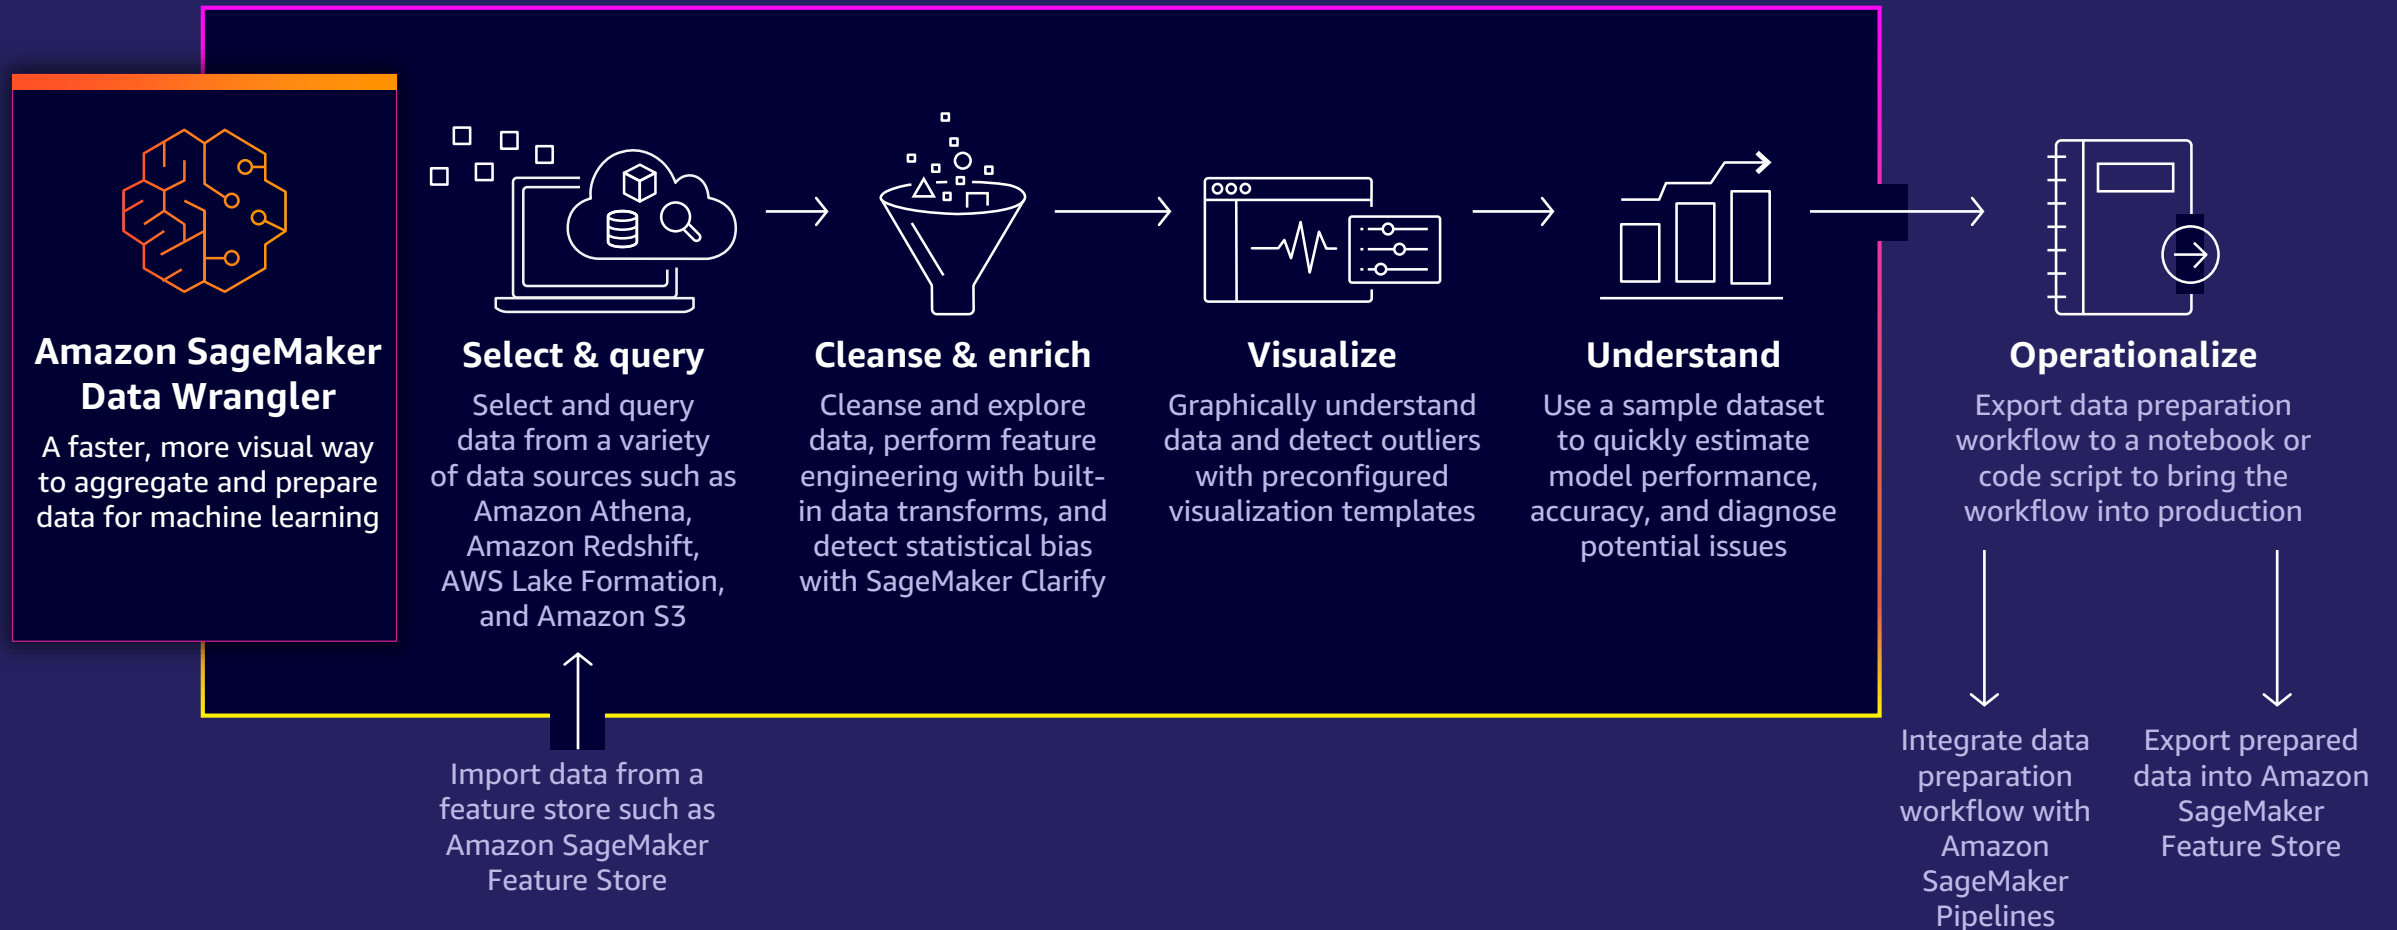 Amazon SageMaker
Data Wrangler
A faster, more visual way
to aggregate and prepare
data for machine learning
Select & query
Select and query
data from a variety
of data sources such as
Amazon Athena,
Amazon Redshift,
AWS Lake Formation,
and Amazon S3
Import data from a
feature store such as
Amazon SageMaker
Feature Store
Cleanse & enrich
Cleanse and explore
data, perform feature
engineering with built-
in data transforms, and
detect statistical bias
with SageMaker Clarify
Visualize
Graphically understand
data and detect outliers
with preconfigured
visualization templates
Understand
Use a sample dataset
to quickly estimate
model performance,
accuracy, and diagnose
potential issues
Operationalize
Export data preparation
workflow to a notebook or
code script to bring the
workflow into production
Integrate data
preparation
workflow with
Amazon
SageMaker
Pipelines
Export prepared
data into Amazon
SageMaker
Feature Store